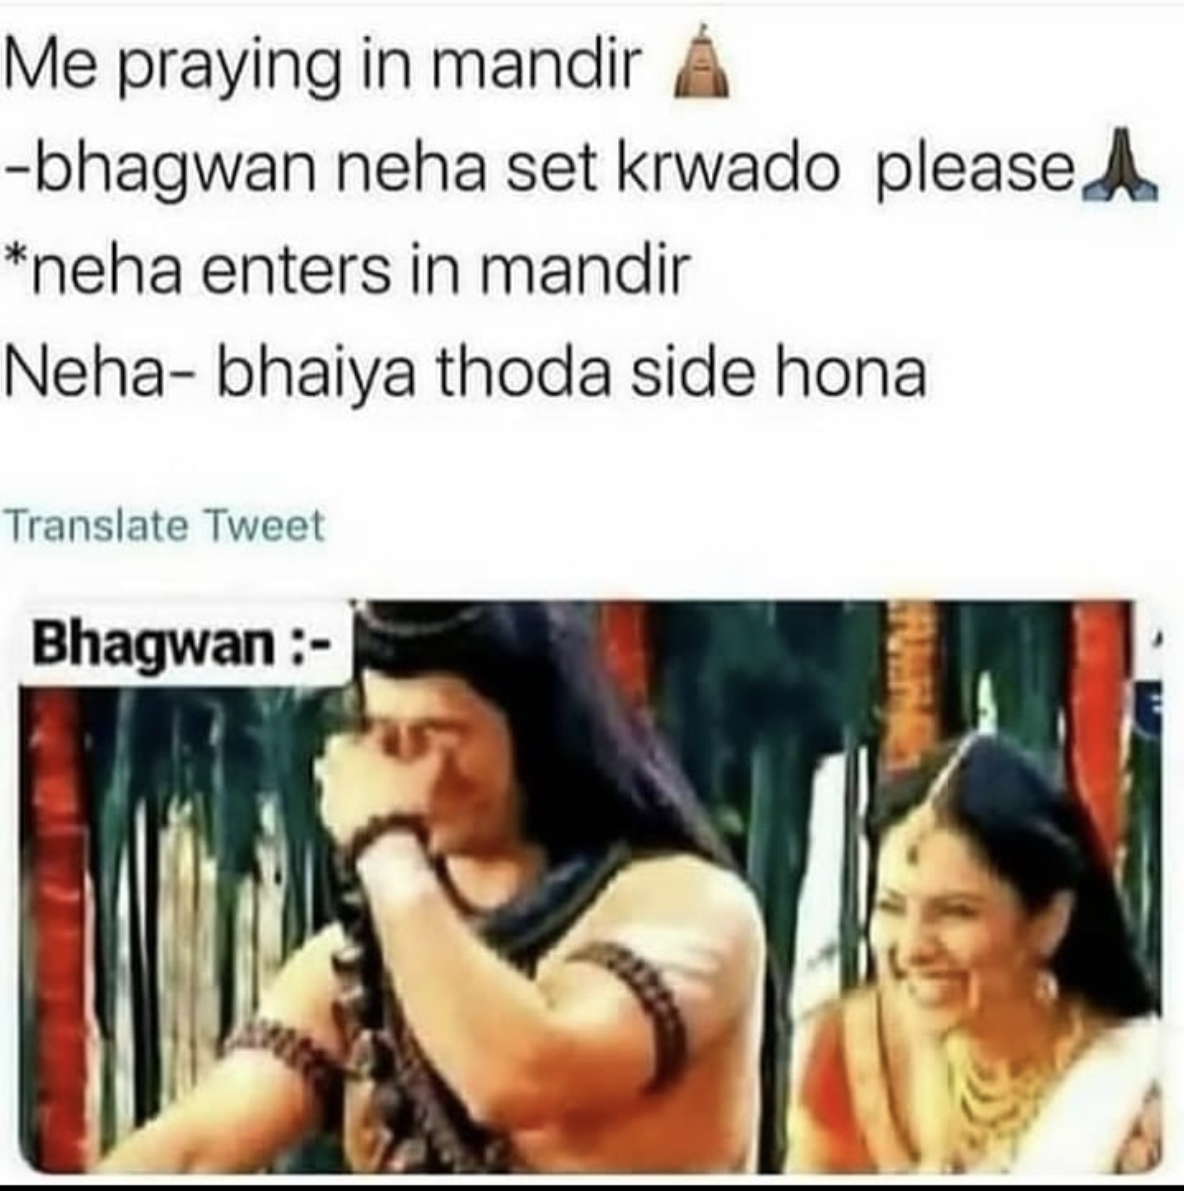 Me praying in mandir 🛕
-bhagwan neha set krwado please🙏🏿
*neha enters in mandir
Neha- bhaiya thoda side hona
Translate Tweet
Bhagwan :-